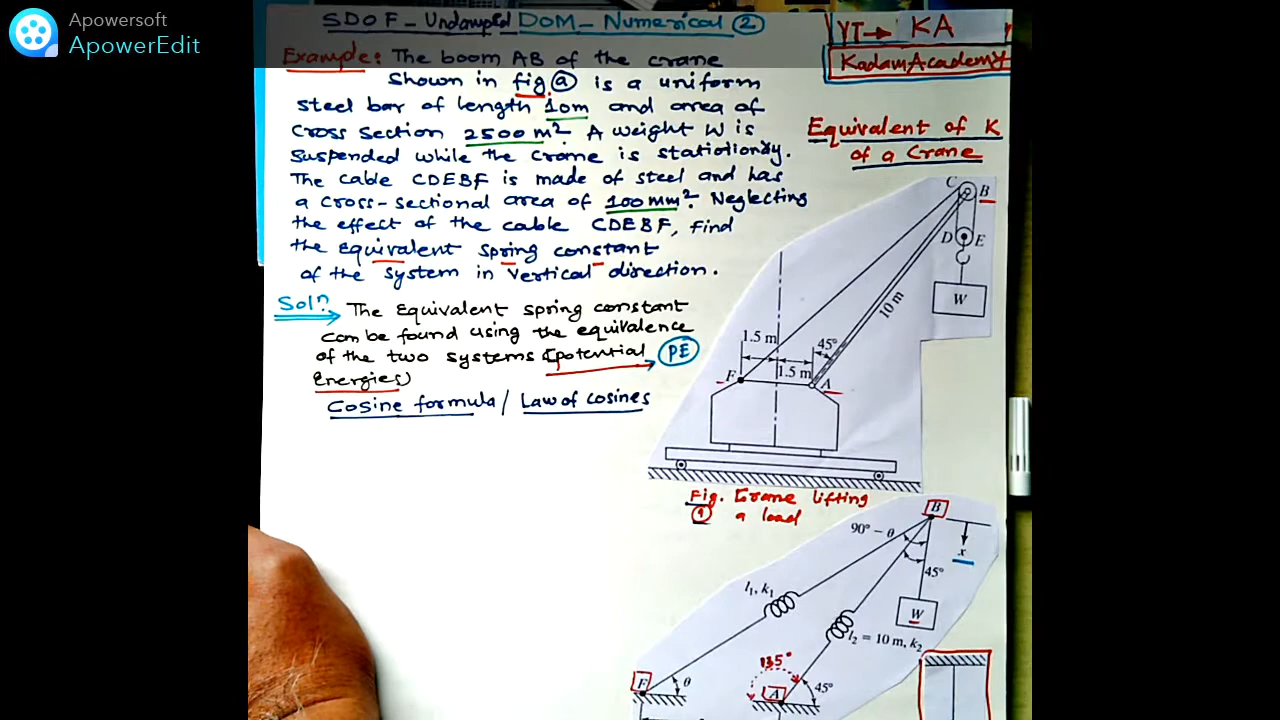 Apowersoft
ApowerEdit
SDOF - Undamped DOM - Numerical ②
YT→ KA
Kadam Academy
Example: The boom AB of the crane
Shown in fig ⓐ is a uniform
steel bar of length 10m and area of
Cross section 2500 m². A weight W is
suspended while the crane is stationary.
The cable CDEBF is made of steel and has
a cross-sectional area of 100 mm². Neglecting
the effect of the cable CDEBF, find
the equivalent spring constant
of the system in vertical direction.
Solⁿ The Equivalent spring constant
can be found using the equivalence
of the two systems [potential PE
Energies)
Cosine formula / Law of cosines
Equivalent of K
of a Crane
C
B
D
E
W
10 m
1.5 m
45°
1.5 m
F
A
Fig. Crane lifting
① a load
B
90° − θ
x
45°
l₁, k₁
W
l₂ = 10 m, k₂
135°
F
θ
A
45°